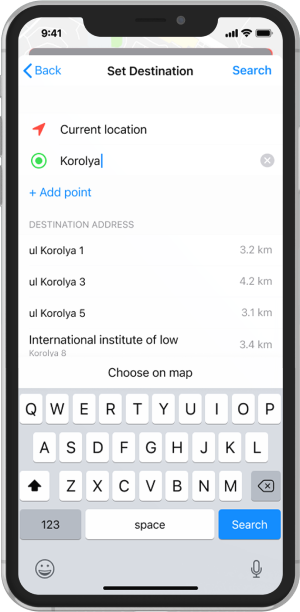 9:41
Back Set Destination Search
Current location
Korolya
+ Add point
DESTINATION ADDRESS
ul Korolya 1 3.2 km
ul Korolya 3 4.2 km
ul Korolya 5 3.1 km
International institute of low 3.4 km
Korolya 8
Choose on map
Q W E R T Y U I O P
A S D F G H J K L
Z X C V B N M
123 space Search